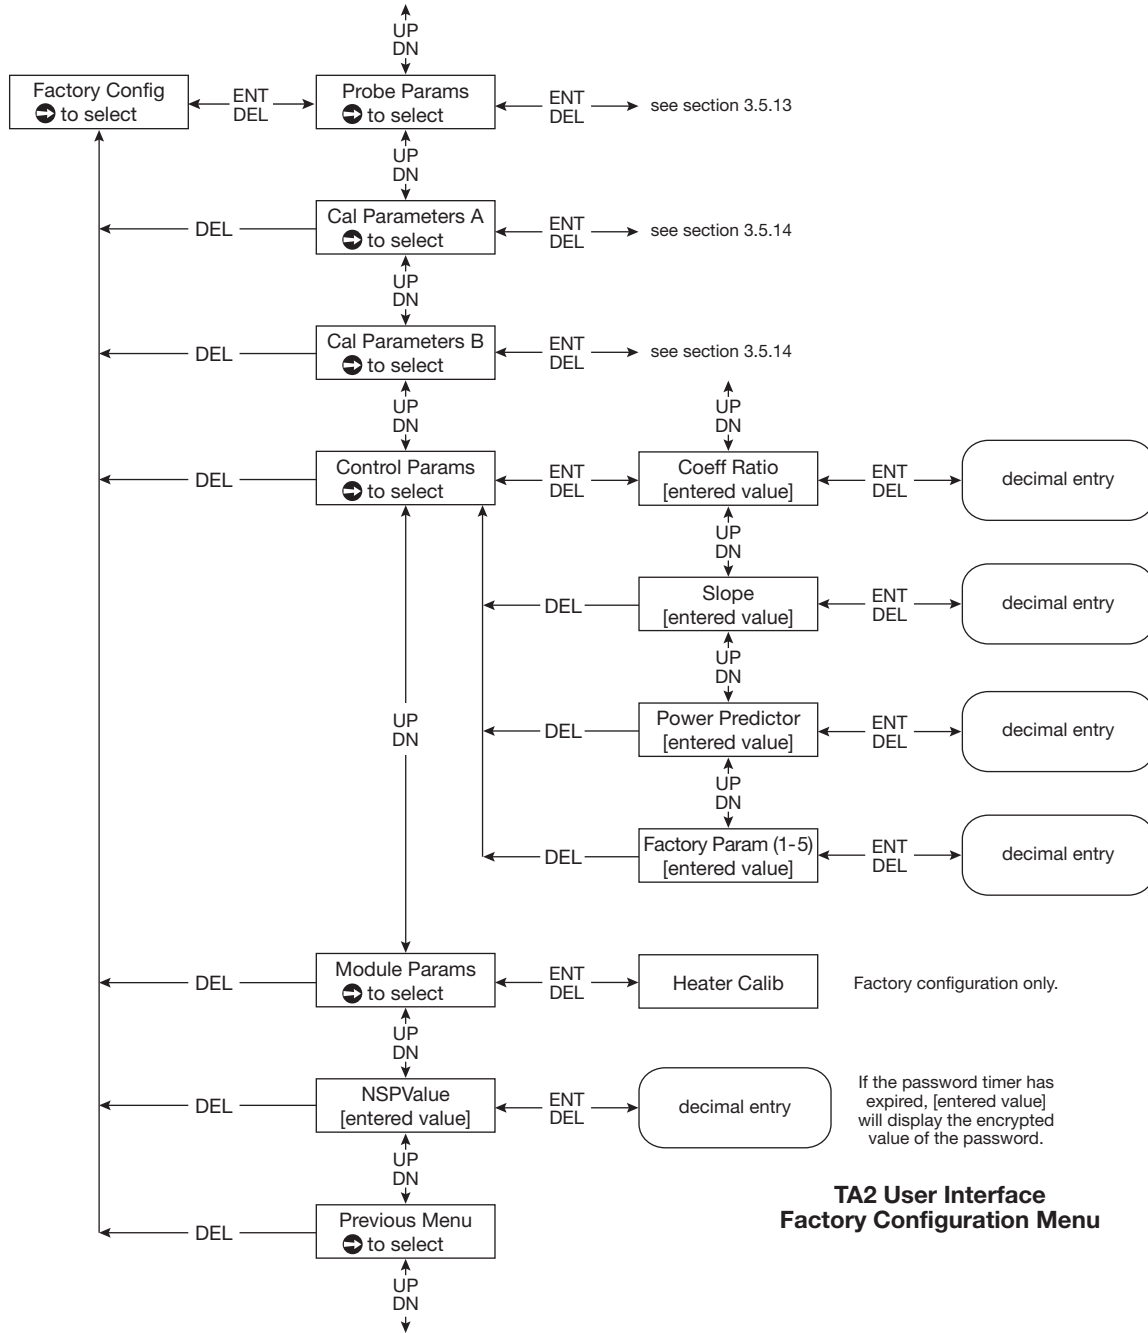 UP
DN
Factory Config
to select
ENT
DEL
Probe Params
to select
ENT
DEL
see section 3.5.13
UP
DN
DEL
Cal Parameters A
to select
ENT
DEL
see section 3.5.14
UP
DN
DEL
Cal Parameters B
to select
ENT
DEL
see section 3.5.14
UP
DN
UP
DN
DEL
Control Params
to select
ENT
DEL
Coeff Ratio
[entered value]
ENT
DEL
decimal entry
UP
DN
DEL
Slope
[entered value]
ENT
DEL
decimal entry
UP
DN
UP
DN
DEL
Power Predictor
[entered value]
ENT
DEL
decimal entry
UP
DN
DEL
Factory Param (1-5)
[entered value]
ENT
DEL
decimal entry
DEL
Module Params
to select
ENT
DEL
Heater Calib
Factory configuration only.
UP
DN
DEL
NSPValue
[entered value]
ENT
DEL
decimal entry
If the password timer has
expired, [entered value]
will display the encrypted
value of the password.
UP
DN
DEL
Previous Menu
to select
UP
DN
TA2 User Interface
Factory Configuration Menu